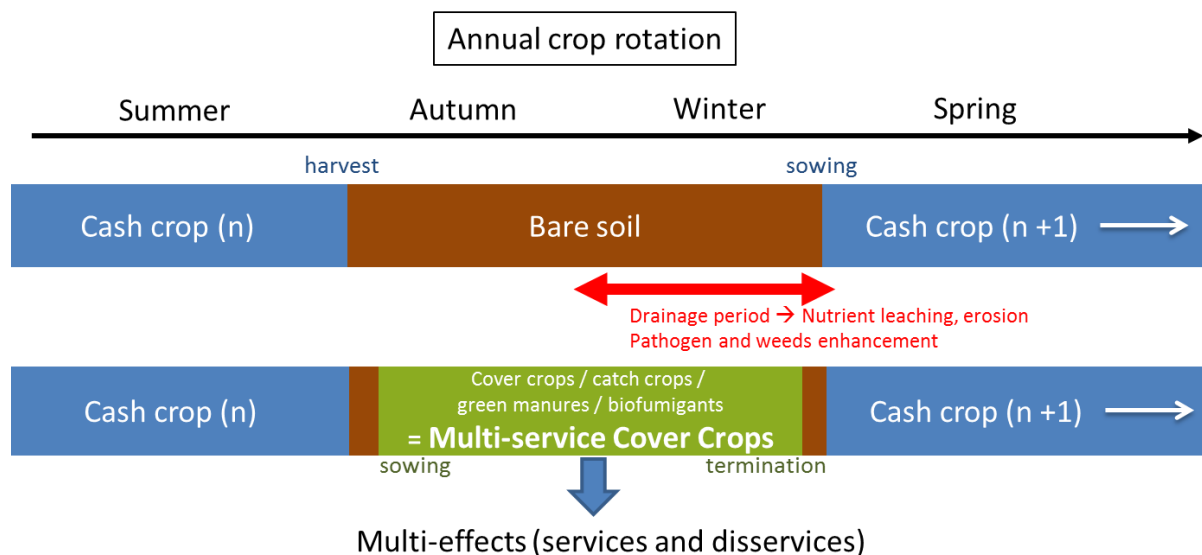 Annual crop rotation
Summer Autumn Winter Spring
harvest sowing
Cash crop (n) Bare soil Cash crop (n +1)
Drainage period → Nutrient leaching, erosion
Pathogen and weeds enhancement
Cover crops / catch crops /
green manures / biofumigants
= Multi-service Cover Crops
Cash crop (n) Cash crop (n +1)
sowing termination
Multi-effects (services and disservices)